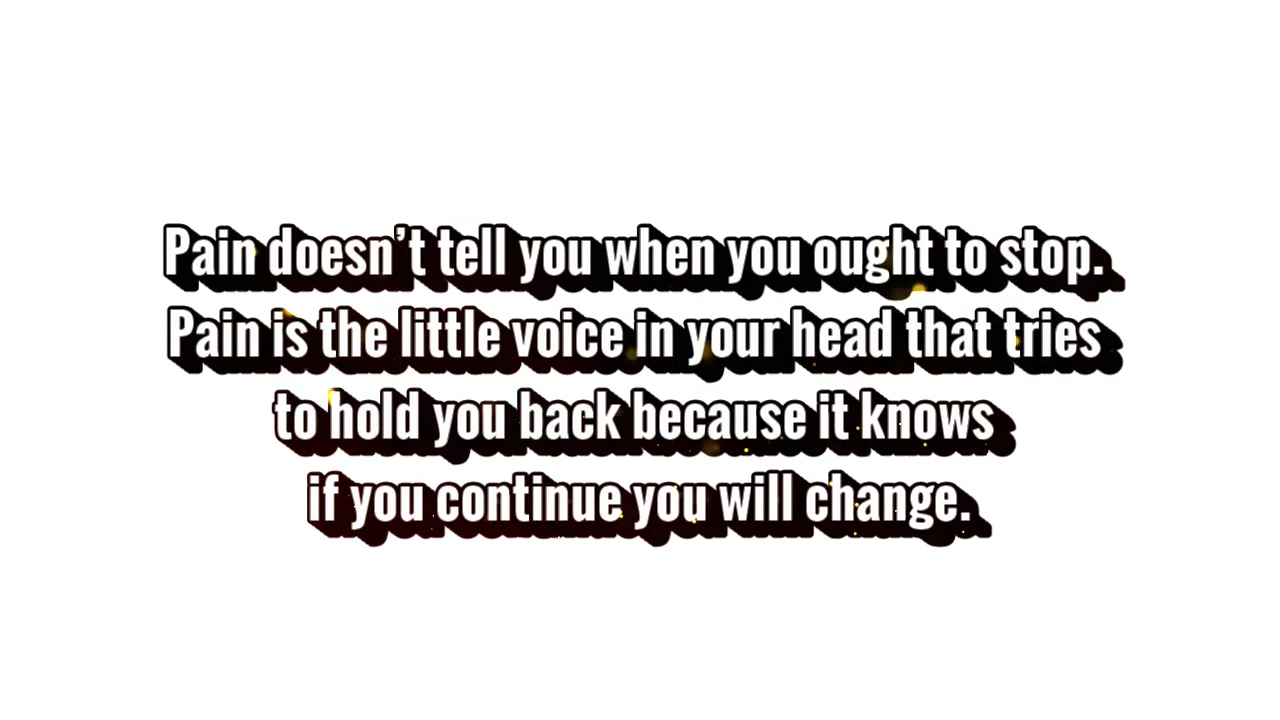 Pain doesn’t tell you when you ought to stop.
Pain is the little voice in your head that tries
to hold you back because it knows
if you continue you will change.